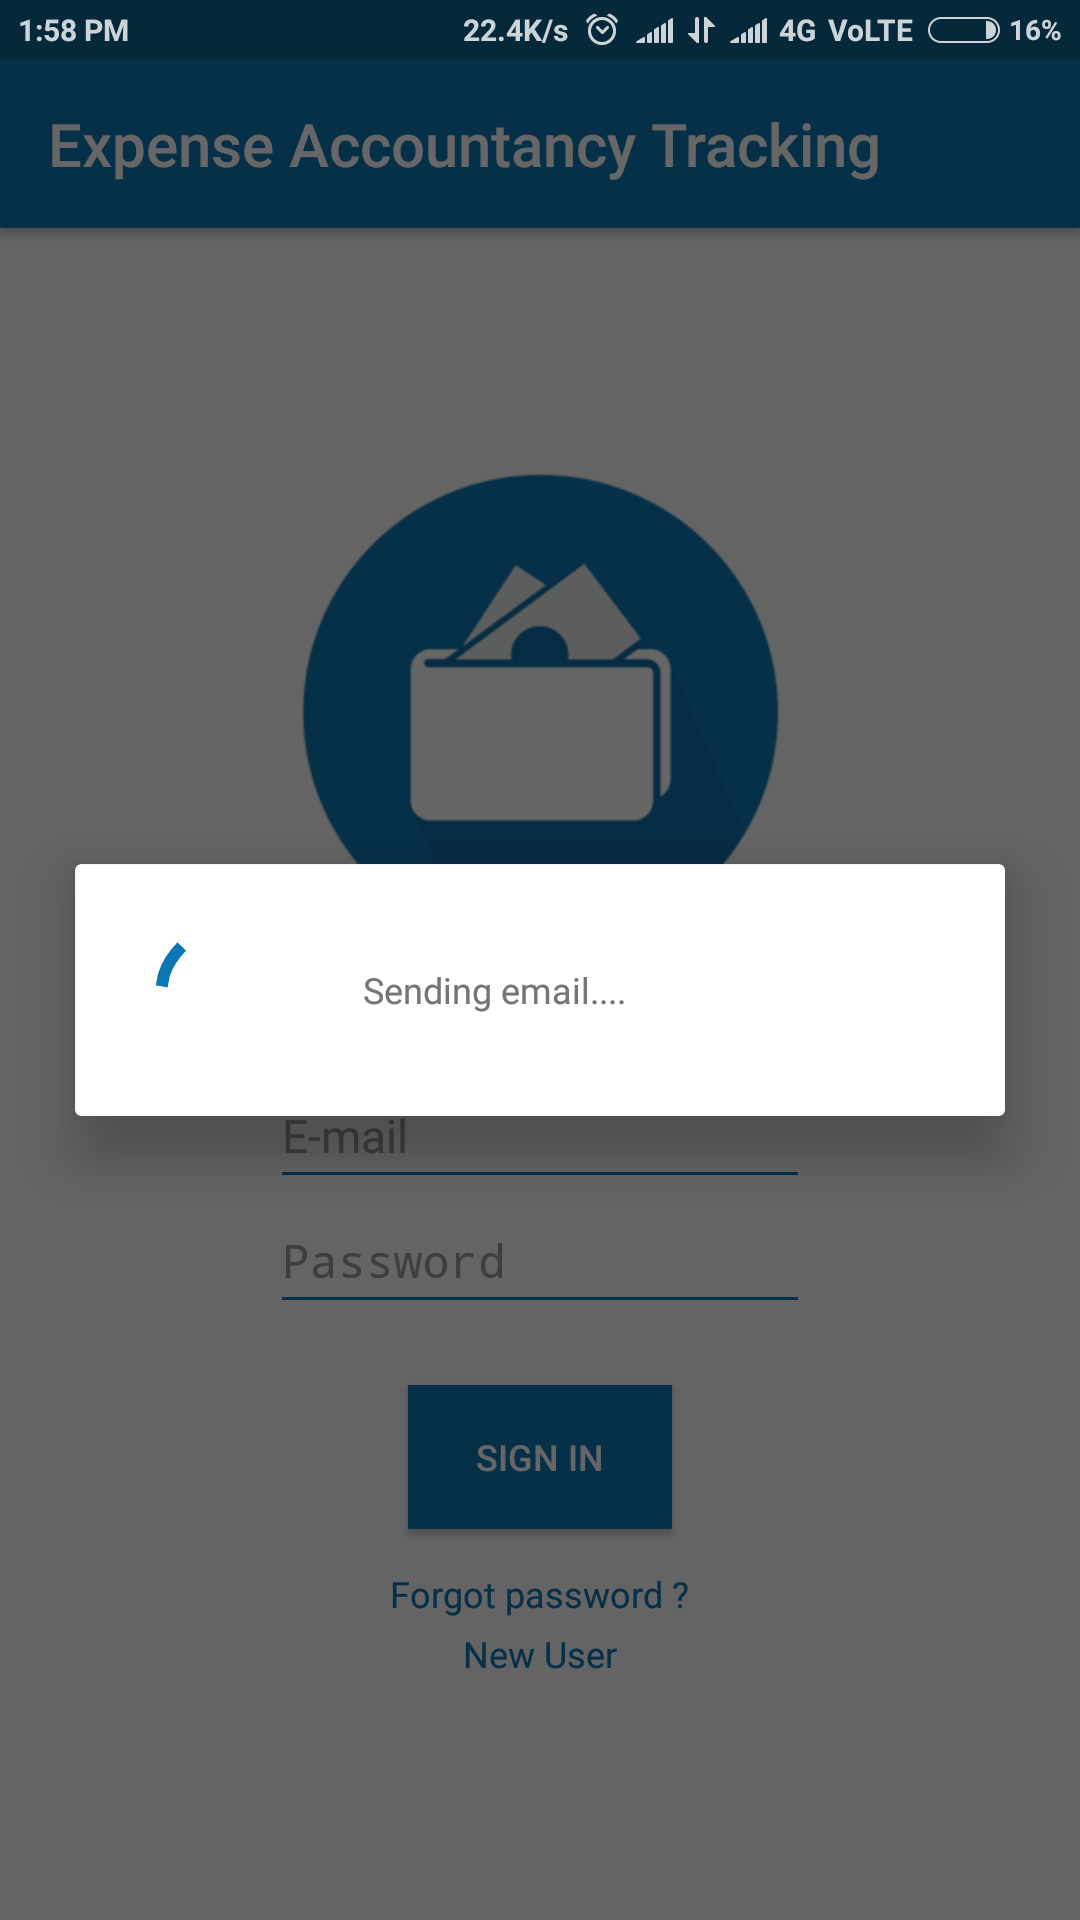 1:58 PM 22.4K/s 4G VoLTE 16%
Expense Accountancy Tracking
Sending email....
E-mail
Password
SIGN IN
Forgot password ?
New User